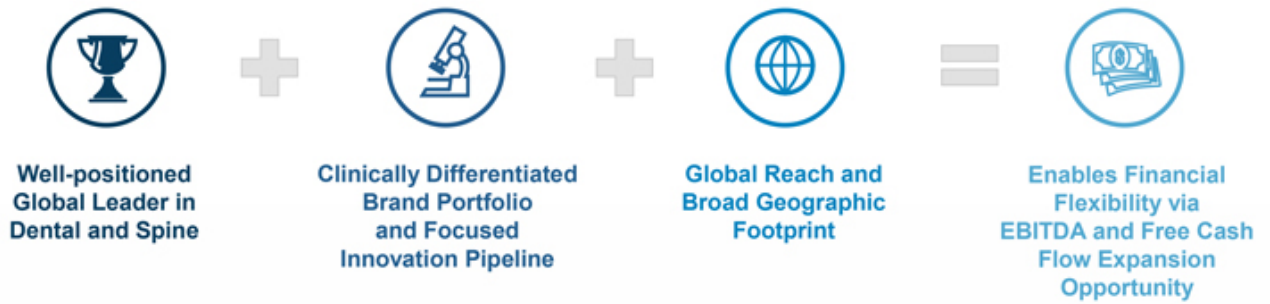 Well-positioned
Global Leader in
Dental and Spine
Clinically Differentiated
Brand Portfolio
and Focused
Innovation Pipeline
Global Reach and
Broad Geographic
Footprint
Enables Financial
Flexibility via
EBITDA and Free Cash
Flow Expansion
Opportunity